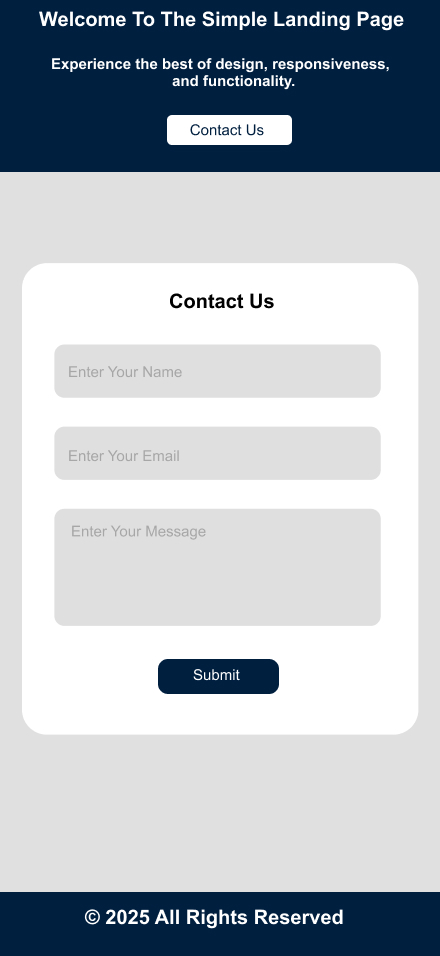 Welcome To The Simple Landing Page
Experience the best of design, responsiveness,
and functionality.
Contact Us
Contact Us
Enter Your Name
Enter Your Email
Enter Your Message
Submit
© 2025 All Rights Reserved